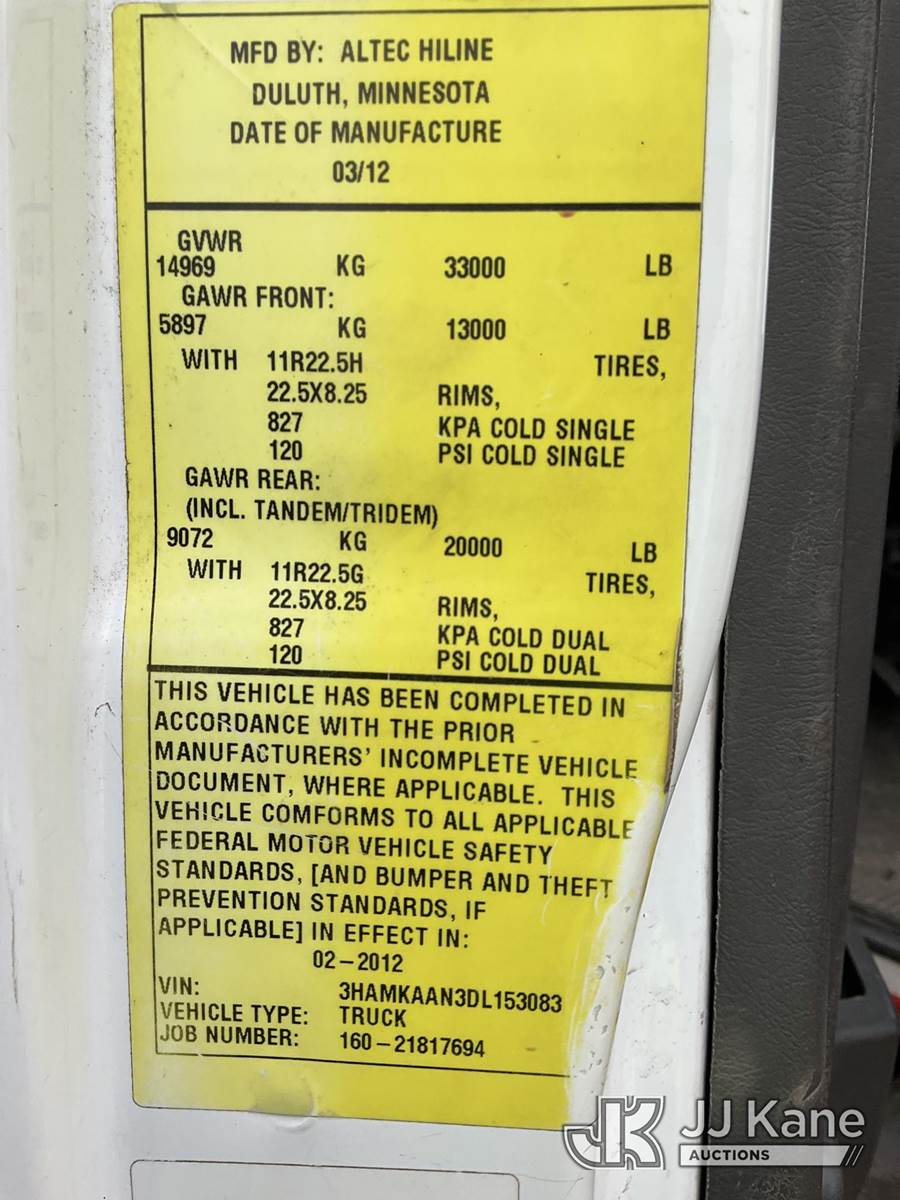 MFD BY: ALTEC HILINE
DULUTH, MINNESOTA
DATE OF MANUFACTURE
03/12
GVWR
14969 KG 33000 LB
GAWR FRONT:
5897 KG 13000 LB
WITH 11R22.5H TIRES,
22.5X8.25 RIMS,
827 KPA COLD SINGLE
120 PSI COLD SINGLE
GAWR REAR:
(INCL. TANDEM/TRIDEM)
9072 KG 20000 LB
WITH 11R22.5G TIRES,
22.5X8.25 RIMS,
827 KPA COLD DUAL
120 PSI COLD DUAL
THIS VEHICLE HAS BEEN COMPLETED IN
ACCORDANCE WITH THE PRIOR
MANUFACTURERS' INCOMPLETE VEHICLE
DOCUMENT, WHERE APPLICABLE. THIS
VEHICLE COMFORMS TO ALL APPLICABLE
FEDERAL MOTOR VEHICLE SAFETY
STANDARDS, [AND BUMPER AND THEFT
PREVENTION STANDARDS, IF
APPLICABLE] IN EFFECT IN:
02-2012
VIN: 3HAMKAAN3DL153083
VEHICLE TYPE: TRUCK
JOB NUMBER: 160-21817694
JK JJ Kane
AUCTIONS